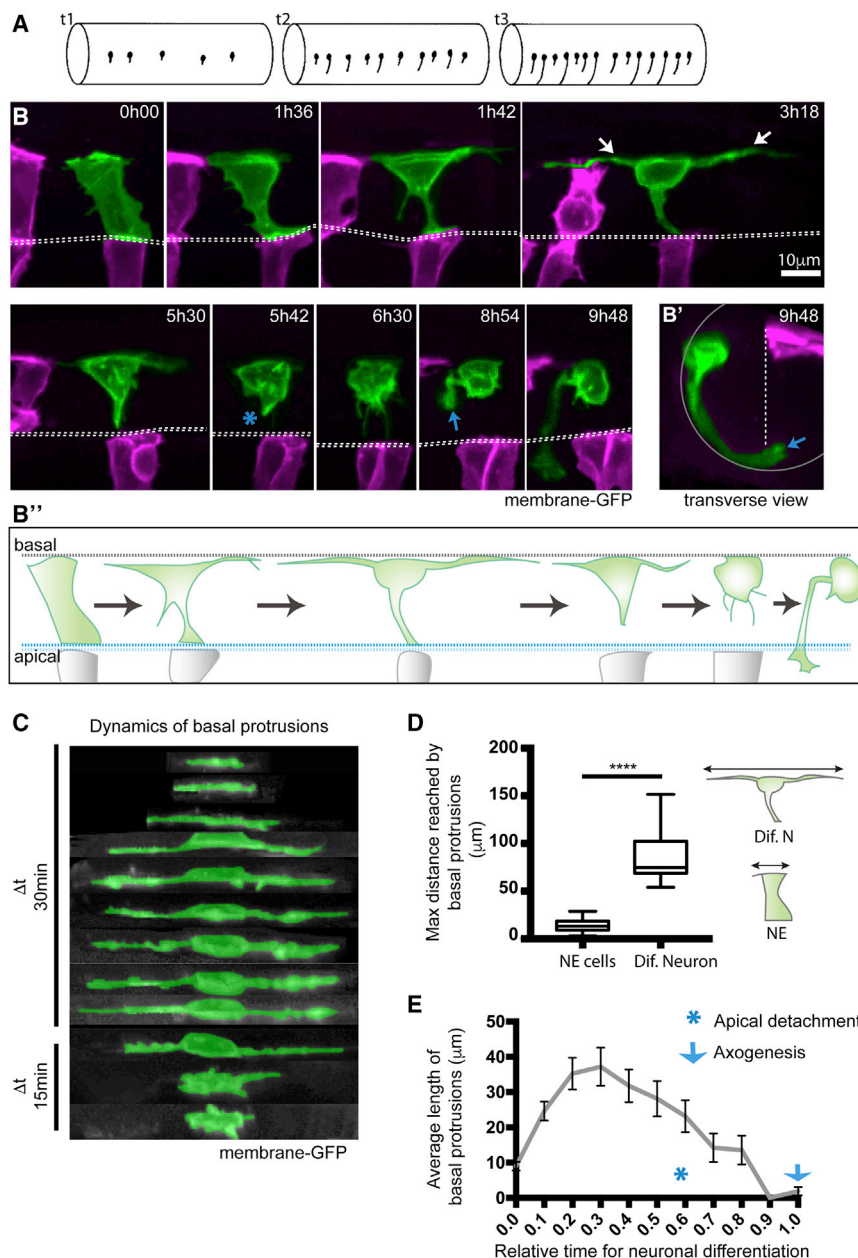 A
t1
t2
t3
B
0h00
1h36
1h42
3h18
10μm
5h30
5h42
*
6h30
8h54
9h48
membrane-GFP
B'
9h48
transverse view
B''
basal
apical
C
Dynamics of basal protrusions
Δt
30min
Δt
15min
membrane-GFP
D
Max distance reached by
basal protrusions
(μm)
200
150
100
50
0
****
NE cells
Dif. Neuron
Dif. N
NE
E
Average length of
basal protrusions (μm)
50
40
30
20
10
0
* Apical detachment
Axogenesis
*
0.0 0.1 0.2 0.3 0.4 0.5 0.6 0.7 0.8 0.9 1.0
Relative time for neuronal differentiation